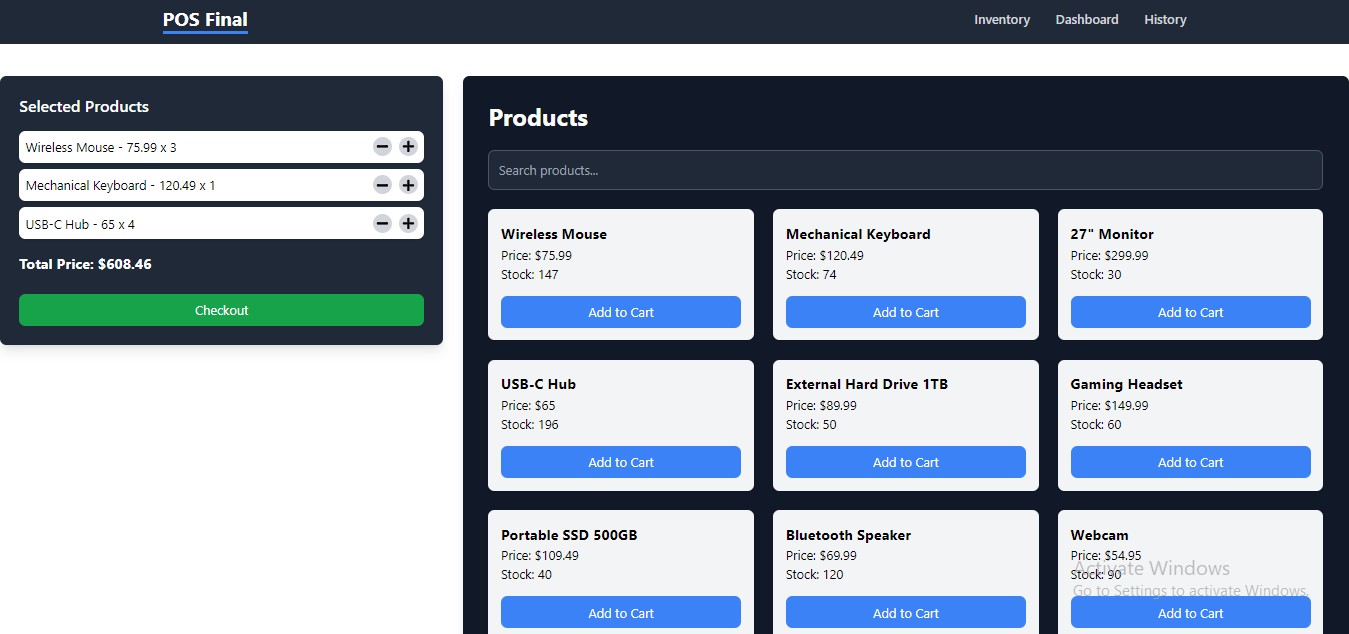 POS Final
Inventory Dashboard History
Selected Products
Wireless Mouse - 75.99 x 3
Mechanical Keyboard - 120.49 x 1
USB-C Hub - 65 x 4
Total Price: $608.46
Checkout
Products
Search products...
Wireless Mouse
Price: $75.99
Stock: 147
Add to Cart
Mechanical Keyboard
Price: $120.49
Stock: 74
Add to Cart
27" Monitor
Price: $299.99
Stock: 30
Add to Cart
USB-C Hub
Price: $65
Stock: 196
Add to Cart
External Hard Drive 1TB
Price: $89.99
Stock: 50
Add to Cart
Gaming Headset
Price: $149.99
Stock: 60
Add to Cart
Portable SSD 500GB
Price: $109.49
Stock: 40
Add to Cart
Bluetooth Speaker
Price: $69.99
Stock: 120
Add to Cart
Webcam
Price: $54.95
Stock: 90
Add to Cart
Activate Windows
Go to Settings to activate Windows.